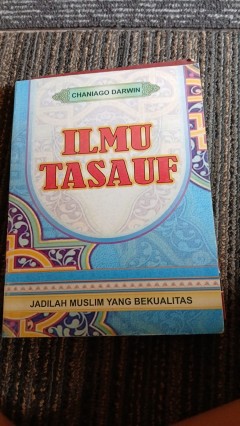 CHANIAGO DARWIN
ILMU
TASAUF
JADILAH MUSLIM YANG BEKUALITAS